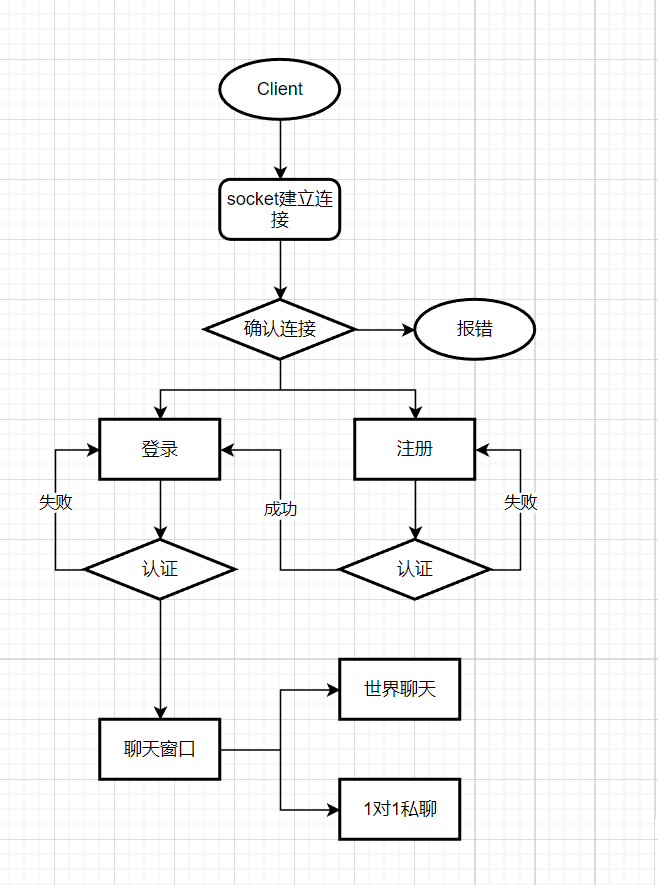 Client
socket建立连
接
确认连接
报错
登录
注册
失败
成功
失败
认证
认证
世界聊天
聊天窗口
1对1私聊